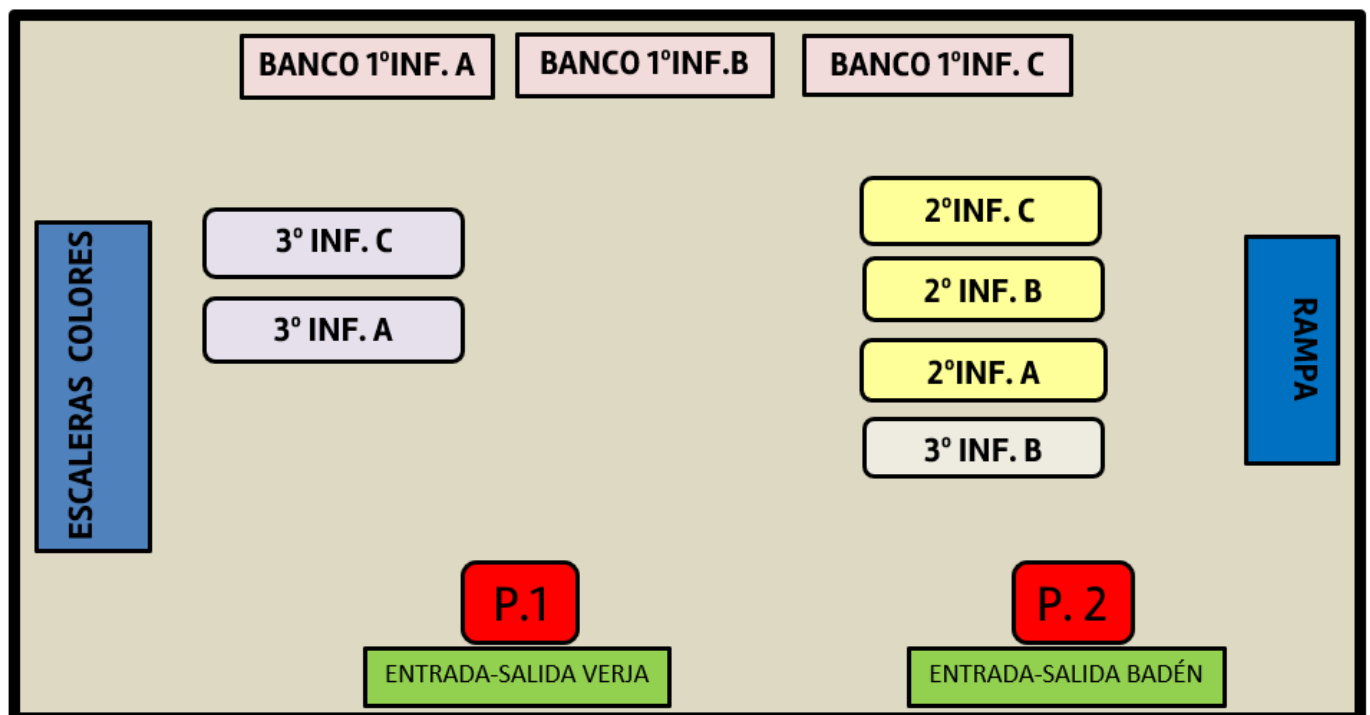 BANCO 1ºINF. A
BANCO 1ºINF.B
BANCO 1ºINF. C
ESCALERAS COLORES
3º INF. C
3º INF. A
2ºINF. C
2º INF. B
2ºINF. A
3º INF. B
RAMPA
P.1
P. 2
ENTRADA-SALIDA VERJA
ENTRADA-SALIDA BADÉN